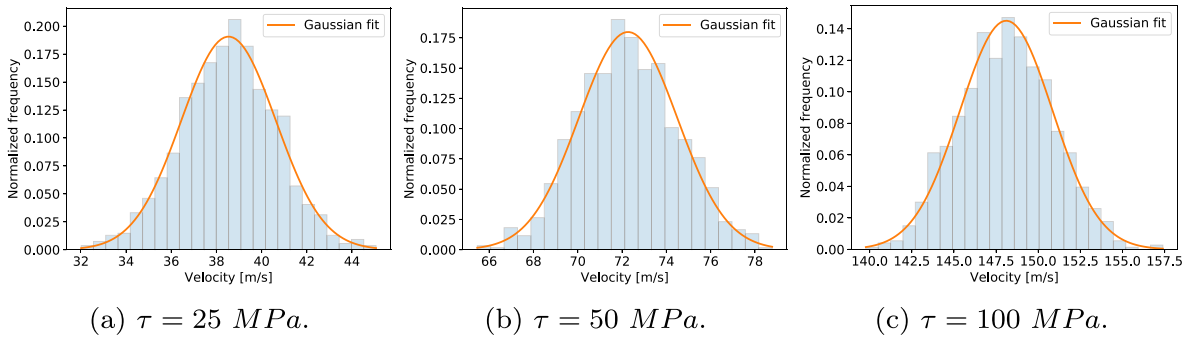 Normalized frequency
0.200
0.175
0.150
0.125
0.100
0.075
0.050
0.025
0.000
Gaussian fit
32 34 36 38 40 42 44
Velocity [m/s]
(a) τ = 25 MPa.
Normalized frequency
0.175
0.150
0.125
0.100
0.075
0.050
0.025
0.000
Gaussian fit
66 68 70 72 74 76 78
Velocity [m/s]
(b) τ = 50 MPa.
Normalized frequency
0.14
0.12
0.10
0.08
0.06
0.04
0.02
0.00
Gaussian fit
140.0 142.5 145.0 147.5 150.0 152.5 155.0 157.5
Velocity [m/s]
(c) τ = 100 MPa.